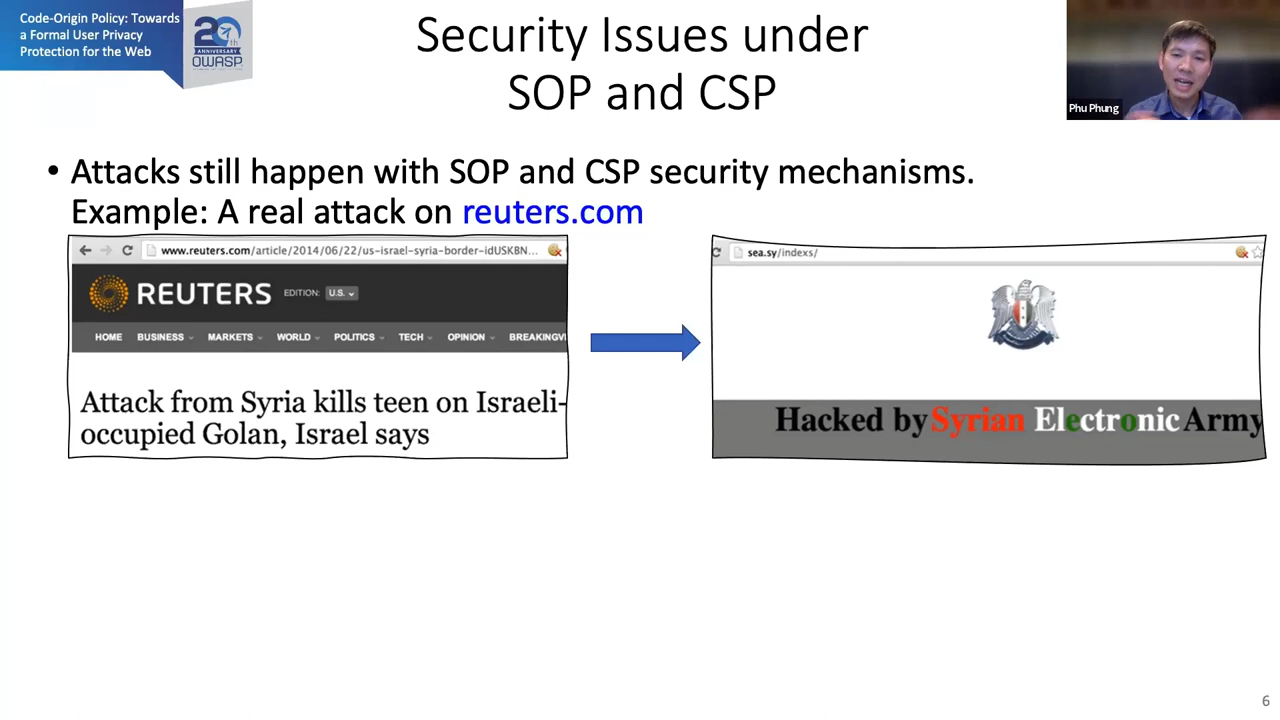 Code-Origin Policy: Towards
a Formal User Privacy
Protection for the Web
20th
ANNIVERSARY
OWASP
Security Issues under
SOP and CSP
Phu Phung
• Attacks still happen with SOP and CSP security mechanisms.
Example: A real attack on reuters.com
www.reuters.com/article/2014/06/22/us-israel-syria-border-idUSKBN...
REUTERS EDITION: U.S.
HOME BUSINESS MARKETS WORLD POLITICS TECH OPINION BREAKINGVI
Attack from Syria kills teen on Israeli-
occupied Golan, Israel says
sea.sy/indexs/
Hacked by Syrian Electronic Army
6